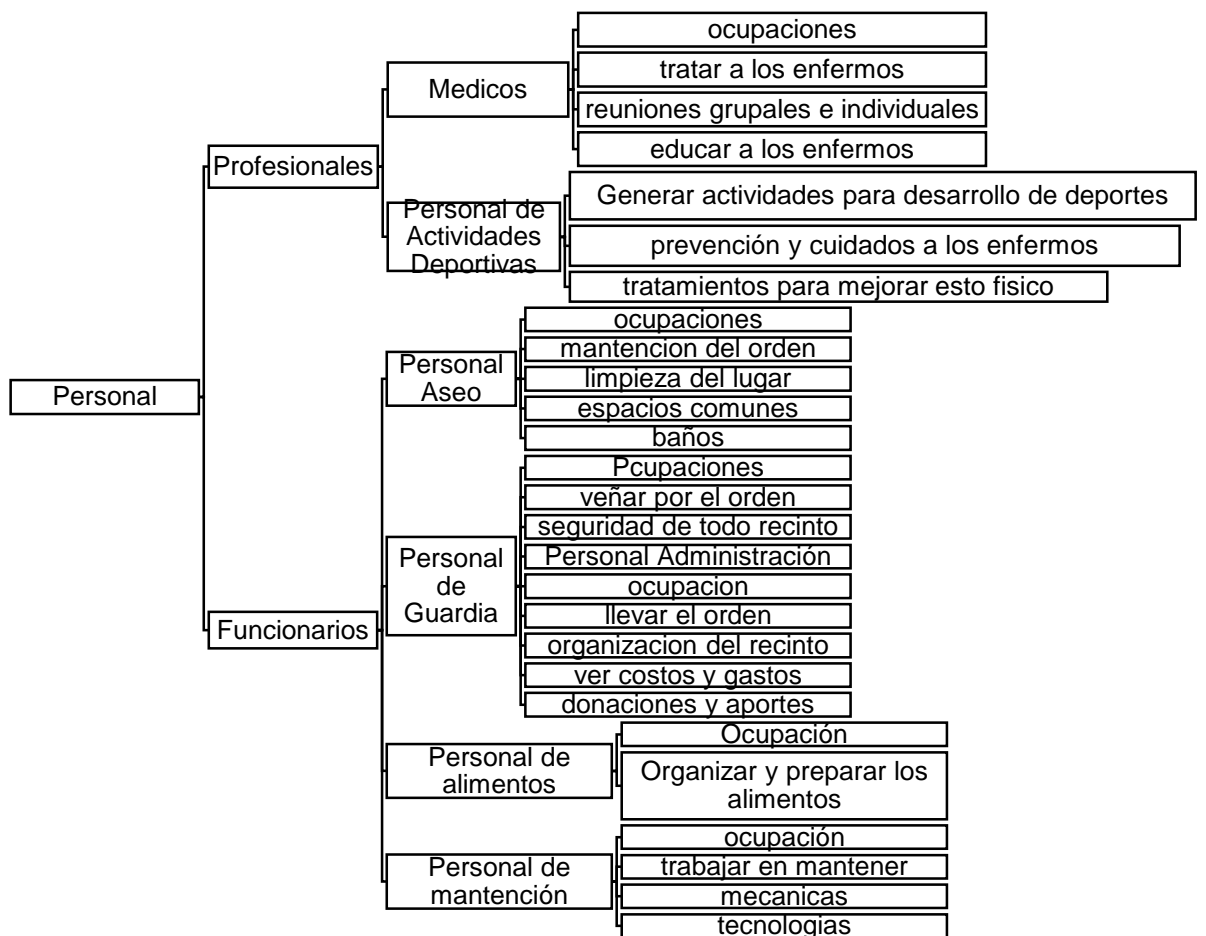 Personal
Profesionales
Medicos
ocupaciones
tratar a los enfermos
reuniones grupales e individuales
educar a los enfermos
Personal de
Actividades
Deportivas
Generar actividades para desarrollo de deportes
prevención y cuidados a los enfermos
tratamientos para mejorar esto fisico
Funcionarios
Personal
Aseo
ocupaciones
mantencion del orden
limpieza del lugar
espacios comunes
baños
Personal
de
Guardia
Pcupaciones
veñar por el orden
seguridad de todo recinto
Personal Administración
ocupacion
llevar el orden
organizacion del recinto
ver costos y gastos
donaciones y aportes
Personal de
alimentos
Ocupación
Organizar y preparar los
alimentos
Personal de
mantención
ocupación
trabajar en mantener
mecanicas
tecnologias